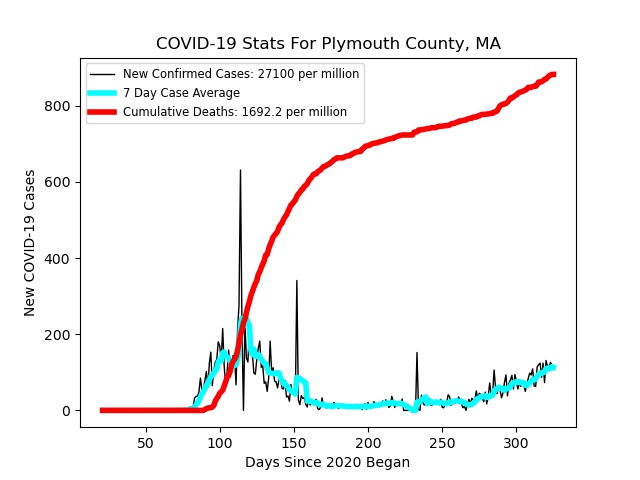 COVID-19 Stats For Plymouth County, MA
New Confirmed Cases: 27100 per million
7 Day Case Average
Cumulative Deaths: 1692.2 per million
New COVID-19 Cases
800
600
400
200
0
50 100 150 200 250 300
Days Since 2020 Began